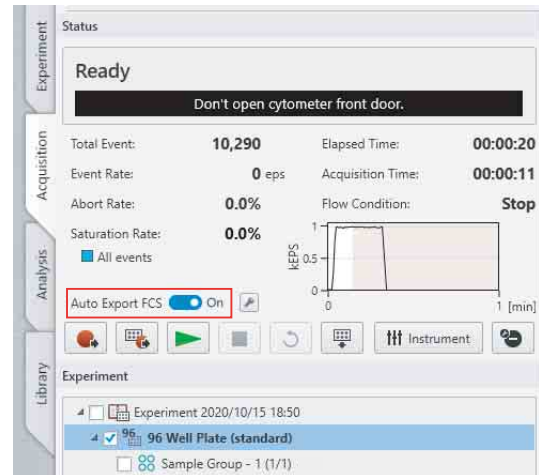 Experiment
Acquisition
Analysis
Library
Status
Ready
Don't open cytometer front door.
Total Event: 10,290 Elapsed Time: 00:00:20
Event Rate: 0 eps Acquisition Time: 00:00:11
Abort Rate: 0.0% Flow Condition: Stop
Saturation Rate: 0.0%
All events
kEPS
1
0.5
0
0 1 [min]
Auto Export FCS On
Instrument
Experiment
Experiment 2020/10/15 18:50
96 96 Well Plate (standard)
Sample Group - 1 (1/1)